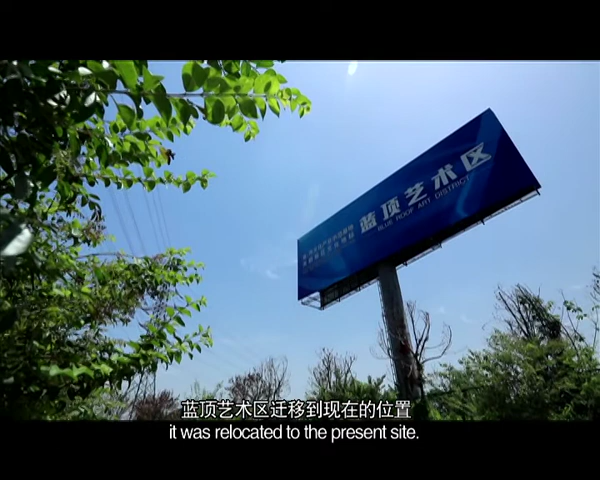 蓝顶艺术区
BLUE ROOF ART DISTRICT
蓝顶艺术区迁移到现在的位置
it was relocated to the present site.